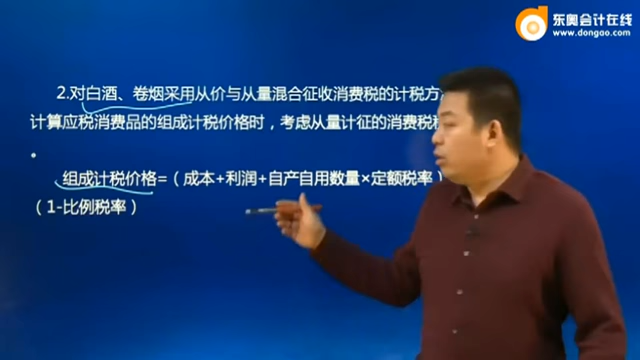 东奥会计在线
www.dongao.com
2.对白酒、卷烟采用从价与从量混合征收消费税的计税方
计算应税消费品的组成计税价格时，考虑从量计征的消费税
。
组成计税价格=（成本+利润+自产自用数量×定额税率）
（1-比例税率）